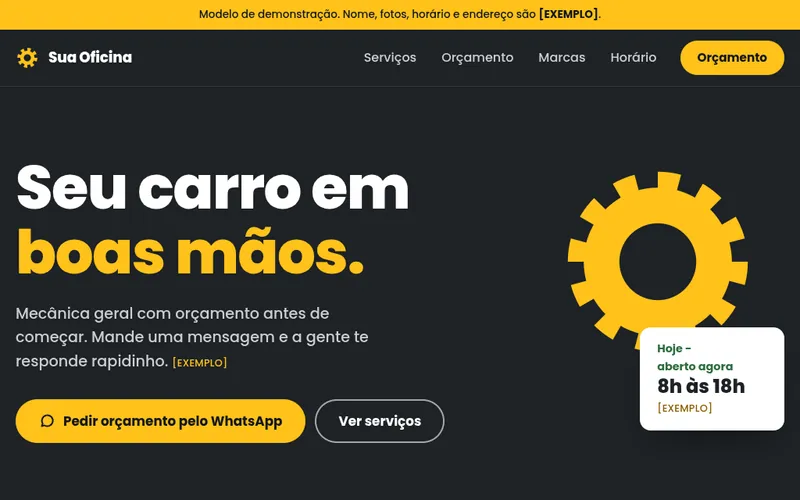 Modelo de demonstração. Nome, fotos, horário e endereço são [EXEMPLO].
Sua Oficina
Serviços
Orçamento
Marcas
Horário
Orçamento
Seu carro em
boas mãos.
Mecânica geral com orçamento antes de
começar. Mande uma mensagem e a gente te
responde rapidinho. [EXEMPLO]
Pedir orçamento pelo WhatsApp
Ver serviços
Hoje -
aberto agora
8h às 18h
[EXEMPLO]